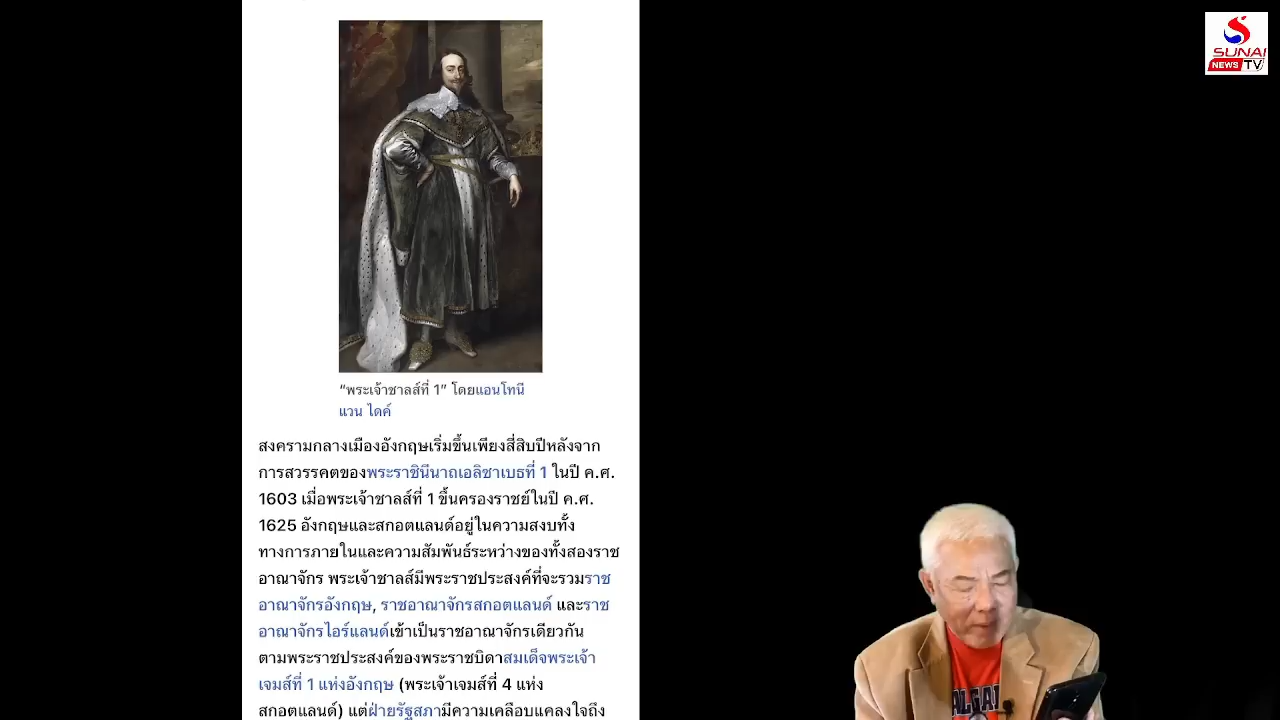 SUNAI
NEWS TV
“พระเจ้าชาลส์ที่ 1” โดยแอนโทนี
แวน ไดค์
สงครามกลางเมืองอังกฤษเริ่มขึ้นเพียงสี่สิบปีหลังจาก
การสวรรคตของพระราชินีนาถเอลิซาเบธที่ 1 ในปี ค.ศ.
1603 เมื่อพระเจ้าชาลส์ที่ 1 ขึ้นครองราชย์ในปี ค.ศ.
1625 อังกฤษและสกอตแลนด์อยู่ในความสงบทั้ง
ทางการภายในและความสัมพันธ์ระหว่างของทั้งสองราช
อาณาจักร พระเจ้าชาลส์มีพระราชประสงค์ที่จะรวมราช
อาณาจักรอังกฤษ, ราชอาณาจักรสกอตแลนด์ และราช
อาณาจักรไอร์แลนด์เข้าเป็นราชอาณาจักรเดียวกัน
ตามพระราชประสงค์ของพระราชบิดาสมเด็จพระเจ้า
เจมส์ที่ 1 แห่งอังกฤษ (พระเจ้าเจมส์ที่ 4 แห่ง
สกอตแลนด์) แต่ฝ่ายรัฐสภามีความเคลือบแคลงใจถึง